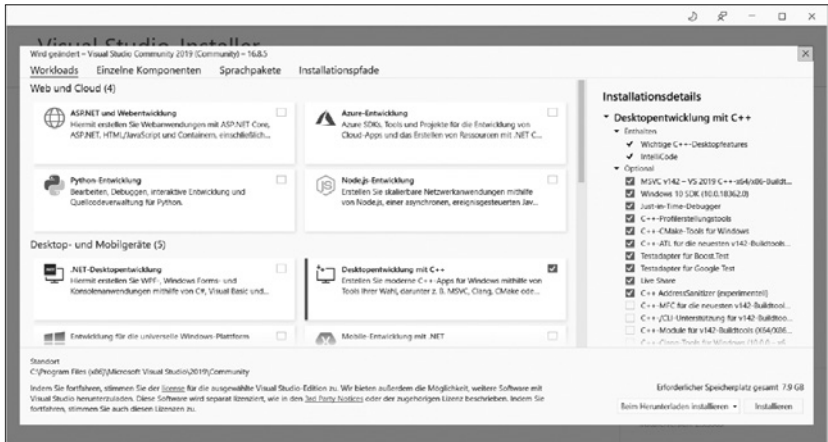 Visual Studio Installer
Wird geändert – Visual Studio Community 2019 (Community) – 16.8.5
Workloads Einzelne Komponenten Sprachpakete Installationspfade
Web und Cloud (4)
ASP.NET und Webentwicklung
Hiermit erstellen Sie Webanwendungen mit ASP.NET Core,
ASP.NET, HTML/JavaScript und Containern, einschließlich...
Azure-Entwicklung
Azure SDKs, Tools und Projekte für die Entwicklung von
Cloud-Apps und das Erstellen von Ressourcen mit .NET C...
Python-Entwicklung
Bearbeiten, Debuggen, interaktive Entwicklung und
Quellcodeverwaltung für Python.
Node.js-Entwicklung
Erstellen Sie skalierbare Netzwerkanwendungen mithilfe
von Node.js, einer asynchronen, ereignisgesteuerten Jav...
Desktop- und Mobilgeräte (5)
.NET-Desktopentwicklung
Hiermit erstellen Sie WPF-, Windows Forms- und
Konsolenanwendungen mithilfe von C#, Visual Basic und...
Desktopentwicklung mit C++
Erstellen Sie moderne C++-Apps für Windows mithilfe von
Tools Ihrer Wahl, darunter z. B. MSVC, Clang, CMake ode...
Entwicklung für die universelle Windows-Plattform
Mobile-Entwicklung mit .NET
Installationsdetails
Desktopentwicklung mit C++
Enthalten
Wichtige C++-Desktopfeatures
IntelliCode
Optional
MSVC v142 – VS 2019 C++-x64/x86-Buildt...
Windows 10 SDK (10.0.18362.0)
Just-in-Time-Debugger
C++-Profilerstellungstools
C++-CMake-Tools für Windows
C++-ATL für die neuesten v142-Buildtools...
Testadapter für Boost.Test
Testadapter für Google Test
Live Share
C++ AddressSanitizer (experimentell)
C++-MFC für die neuesten v142-Buildtool...
C++-/CLI-Unterstützung für v142-Buildtoo...
C++-Module für v142-Buildtools (X64/X86...
C++-Clang-Tools für Windows (10.0.0 – x6...
Standort
C:\Program Files (x86)\Microsoft Visual Studio\2019\Community
Indem Sie fortfahren, stimmen Sie der license für die ausgewählte Visual Studio-Edition zu. Wir bieten außerdem die Möglichkeit, weitere Software mit
Visual Studio herunterzuladen. Diese Software wird separat lizenziert, wie in den 3rd Party Notices oder der zugehörigen Lizenz beschrieben. Indem Sie
fortfahren, stimmen Sie auch diesen Lizenzen zu.
Erforderlicher Speicherplatz gesamt 7.9 GB
Beim Herunterladen installieren Installieren